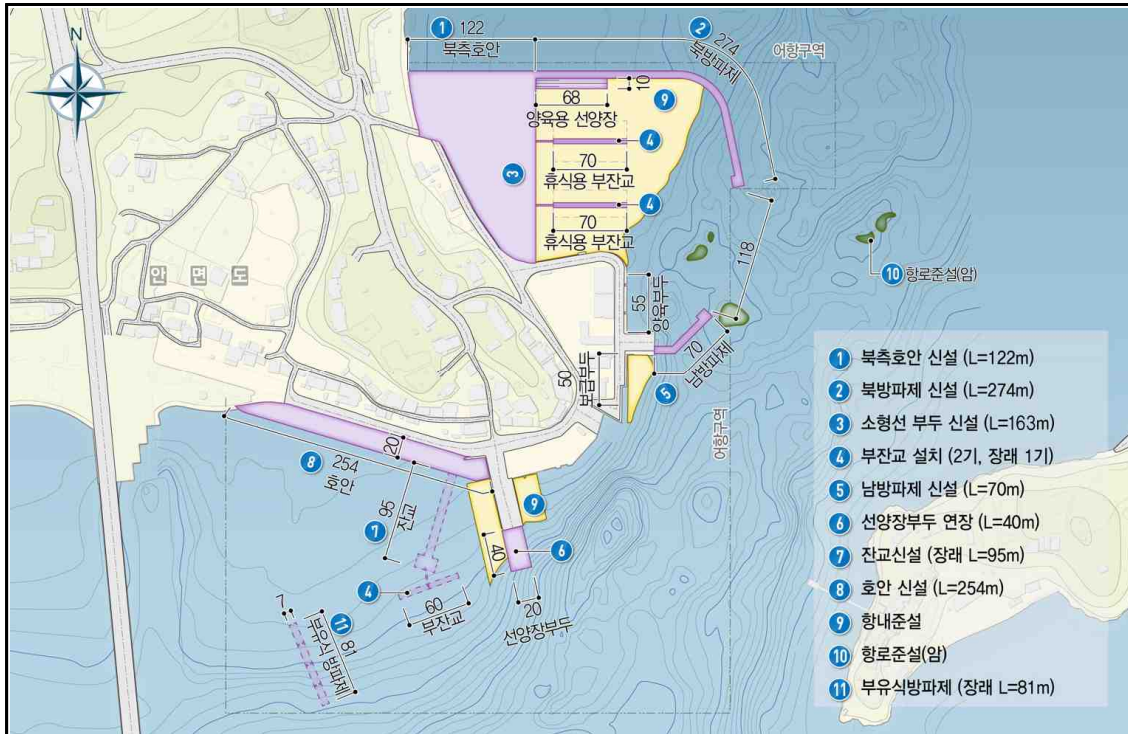 N
1 122
북측호안
2 274
북방파제
어항구역
10
9
68
양육용 선양장
4
70
휴식용 부잔교
3
4
70
휴식용 부잔교
118
10 항로준설(암)
안면도
55
양육부두
50
보급부두
70
남방파제
5
어항구역
20
8 254
호안
95
7 잔교
9
40
6
4
60
부잔교
20
선양장부두
7
11 81
부유식 방파제
1 북측호안 신설 (L=122m)
2 북방파제 신설 (L=274m)
3 소형선 부두 신설 (L=163m)
4 부잔교 설치 (2기, 장래 1기)
5 남방파제 신설 (L=70m)
6 선양장부두 연장 (L=40m)
7 잔교신설 (장래 L=95m)
8 호안 신설 (L=254m)
9 항내준설
10 항로준설(암)
11 부유식방파제 (장래 L=81m)